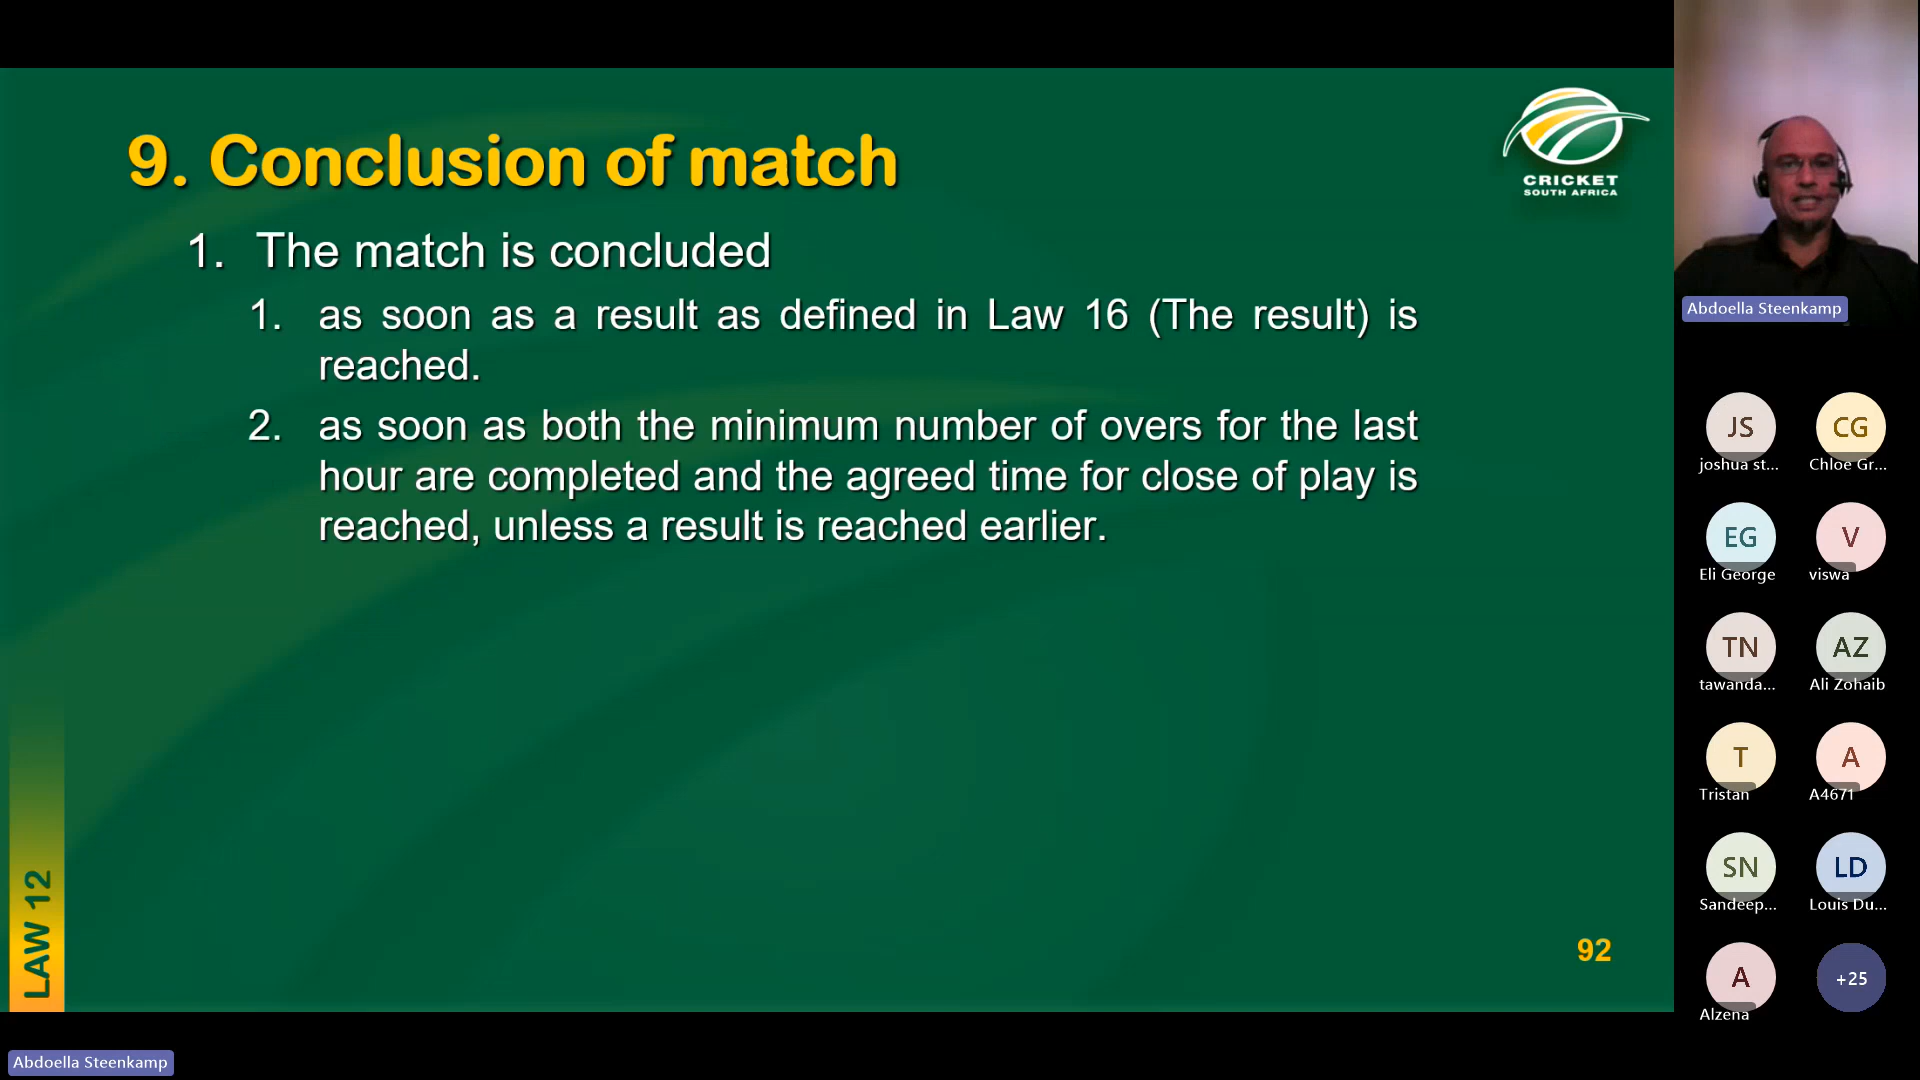 9. Conclusion of match
CRICKET
SOUTH AFRICA
1. The match is concluded
1. as soon as a result as defined in Law 16 (The result) is
reached.
2. as soon as both the minimum number of overs for the last
hour are completed and the agreed time for close of play is
reached, unless a result is reached earlier.
LAW 12
92
Abdoella Steenkamp
Abdoella Steenkamp
JS
joshua st...
CG
Chloe Gr...
EG
Eli George
V
viswa
TN
tawanda...
AZ
Ali Zohaib
T
Tristan
A
A4671
SN
Sandeep...
LD
Louis Du...
A
Alzena
+25